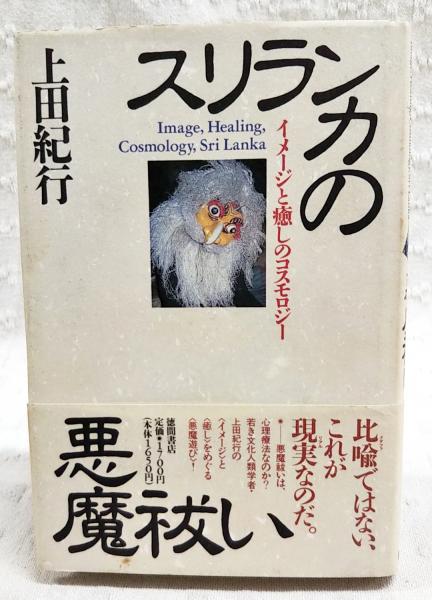 スリランカの
イメージと癒しのコスモロジー
Image, Healing,
Cosmology, Sri Lanka
上田紀行
悪魔祓い
比喩ではない、
これが
現実なのだ。
●——悪魔祓いは、
心理療法なのか?
若き文化人類学者・
上田紀行の
〈イメージ〉と
〈癒し〉をめぐる
〈悪魔遊び〉!
徳間書店
定価●1700円
(本体1650円)